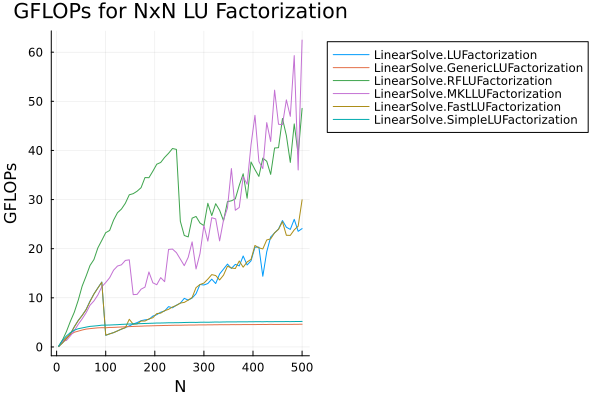 GFLOPs for NxN LU Factorization
GFLOPs
60
50
40
30
20
10
0
0
100
200
300
400
500
N
LinearSolve.LUFactorization
LinearSolve.GenericLUFactorization
LinearSolve.RFLUFactorization
LinearSolve.MKLLUFactorization
LinearSolve.FastLUFactorization
LinearSolve.SimpleLUFactorization